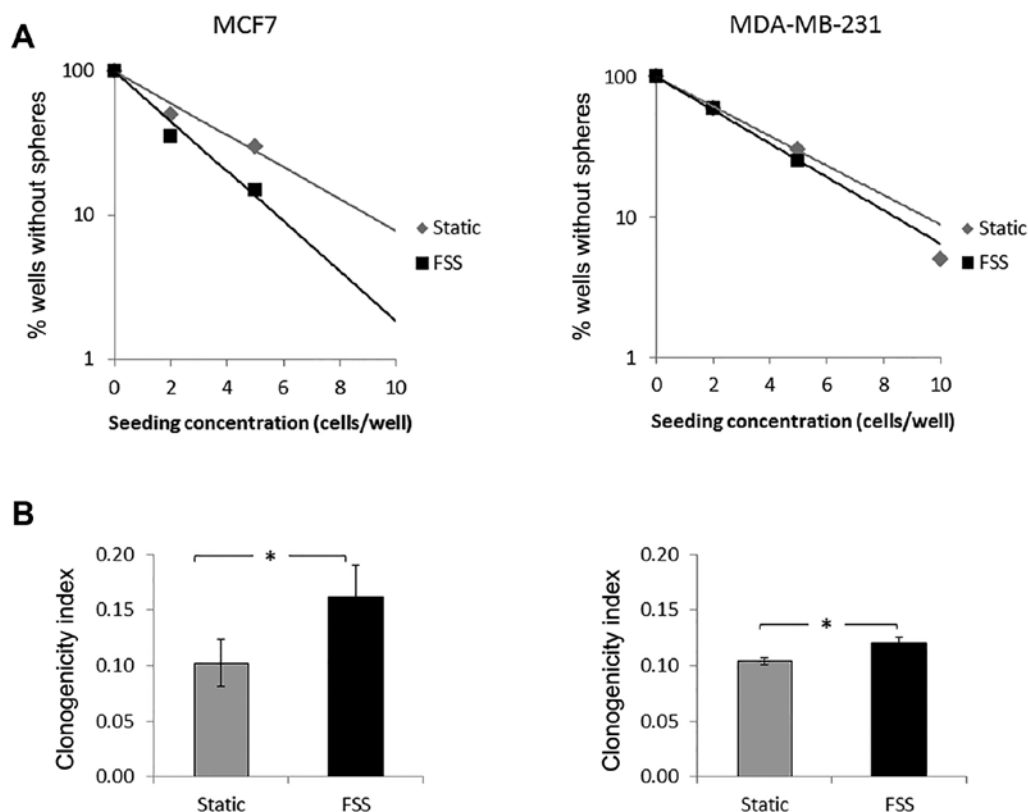 A
MCF7
% wells without spheres
100
10
1
0 2 4 6 8 10
Seeding concentration (cells/well)
Static
FSS
MDA-MB-231
% wells without spheres
100
10
1
0 2 4 6 8 10
Seeding concentration (cells/well)
Static
FSS
B
Clonogenicity index
0.20
0.15
0.10
0.05
0.00
*
Static FSS
Clonogenicity index
0.20
0.15
0.10
0.05
0.00
*
Static FSS